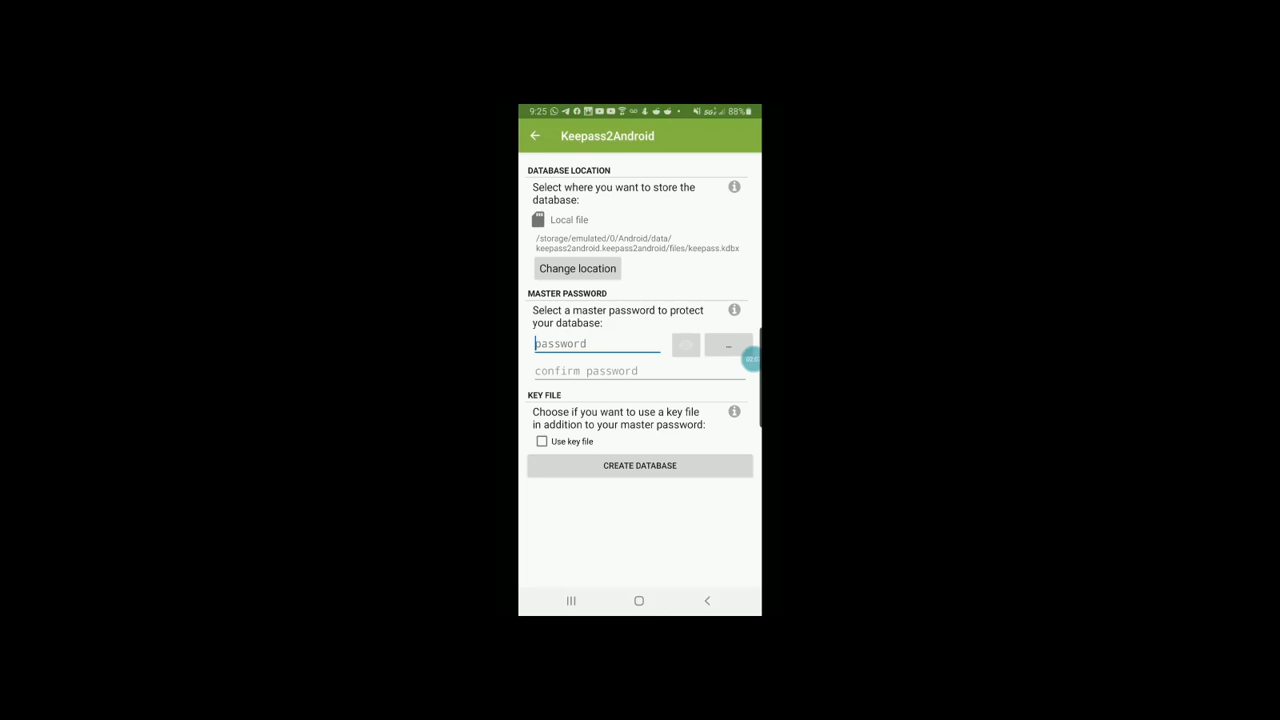 9:25 88%
Keepass2Android
DATABASE LOCATION
Select where you want to store the
database:
Local file
/storage/emulated/0/Android/data/
keepass2android.keepass2android/files/keepass.kdbx
Change location
MASTER PASSWORD
Select a master password to protect
your database:
password
confirm password
KEY FILE
Choose if you want to use a key file
in addition to your master password:
Use key file
CREATE DATABASE